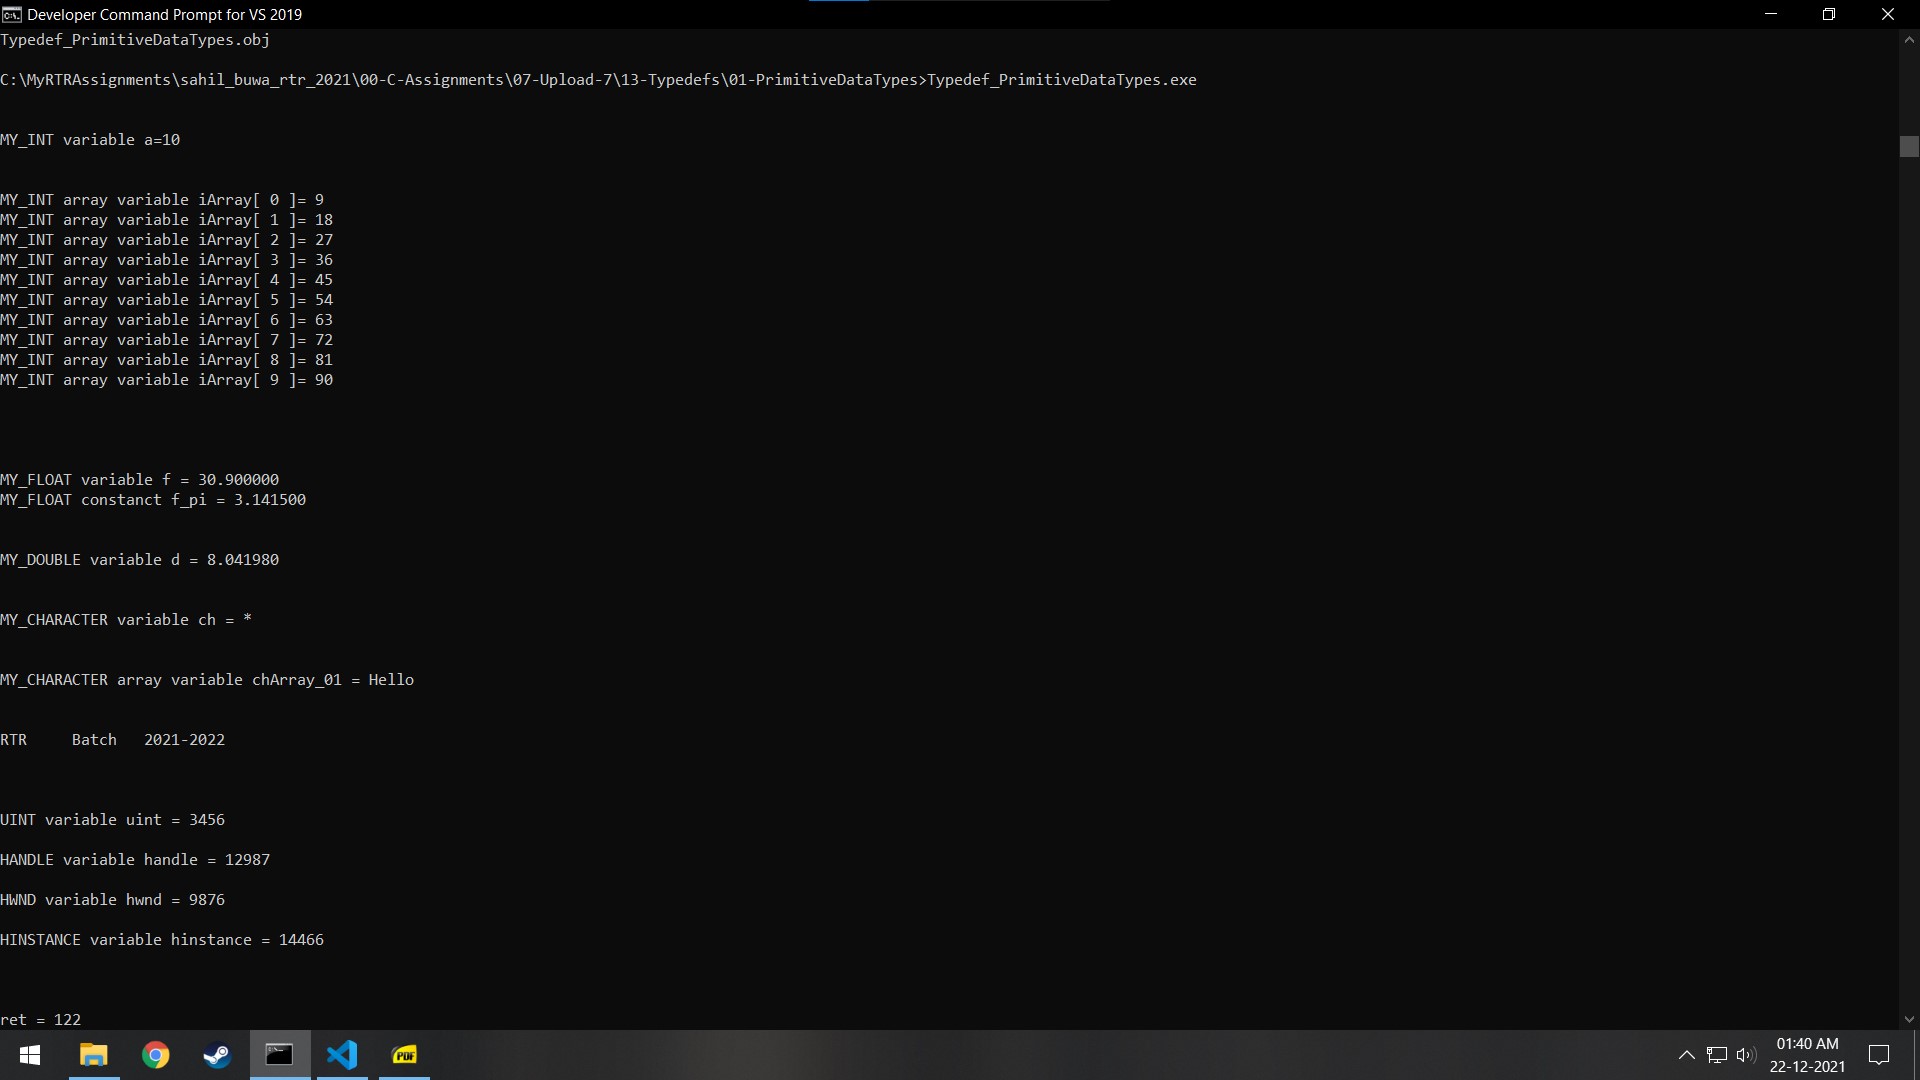 Developer Command Prompt for VS 2019
Typedef_PrimitiveDataTypes.obj
C:\MyRTRAssignments\sahil_buwa_rtr_2021\00-C-Assignments\07-Upload-7\13-Typedefs\01-PrimitiveDataTypes>Typedef_PrimitiveDataTypes.exe
MY_INT variable a=10
MY_INT array variable iArray[ 0 ]= 9
MY_INT array variable iArray[ 1 ]= 18
MY_INT array variable iArray[ 2 ]= 27
MY_INT array variable iArray[ 3 ]= 36
MY_INT array variable iArray[ 4 ]= 45
MY_INT array variable iArray[ 5 ]= 54
MY_INT array variable iArray[ 6 ]= 63
MY_INT array variable iArray[ 7 ]= 72
MY_INT array variable iArray[ 8 ]= 81
MY_INT array variable iArray[ 9 ]= 90
MY_FLOAT variable f = 30.900000
MY_FLOAT constanct f_pi = 3.141500
MY_DOUBLE variable d = 8.041980
MY_CHARACTER variable ch = *
MY_CHARACTER array variable chArray_01 = Hello
RTR     Batch   2021-2022
UINT variable uint = 3456
HANDLE variable handle = 12987
HWND variable hwnd = 9876
HINSTANCE variable hinstance = 14466
ret = 122
PDF
01:40 AM
22-12-2021